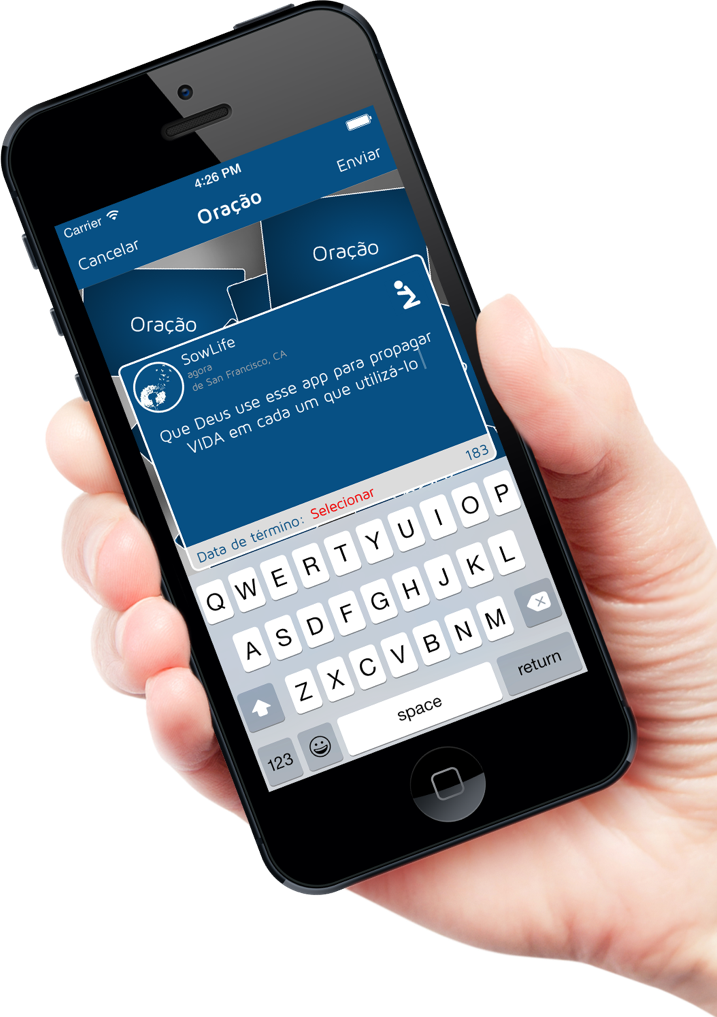 Carrier 4:26 PM
Cancelar Oração Enviar
Oração
Oração
SowLife
agora
de San Francisco, CA
Que Deus use esse app para propagar
VIDA em cada um que utilizá-lo
Data de término: Selecionar 183
Q W E R T Y U I O P
A S D F G H J K L
Z X C V B N M
123 space return